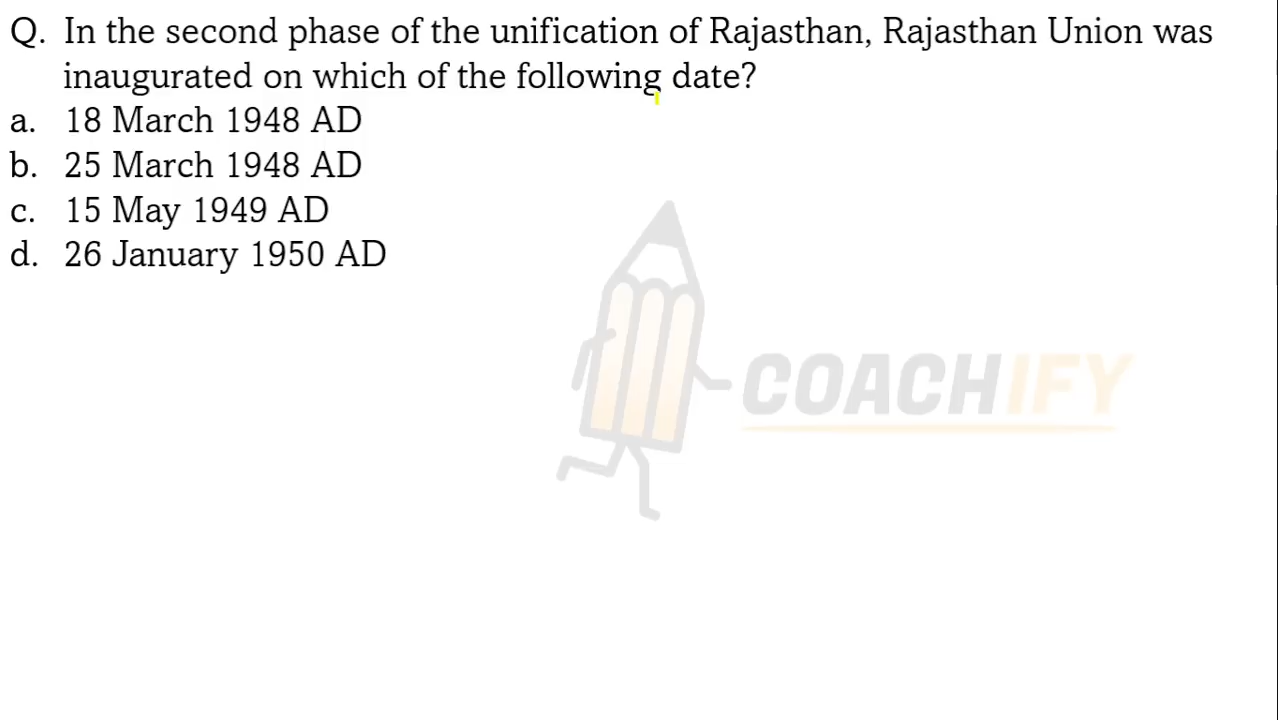 Q. In the second phase of the unification of Rajasthan, Rajasthan Union was
inaugurated on which of the following date?
a. 18 March 1948 AD
b. 25 March 1948 AD
c. 15 May 1949 AD
d. 26 January 1950 AD
COACHIFY